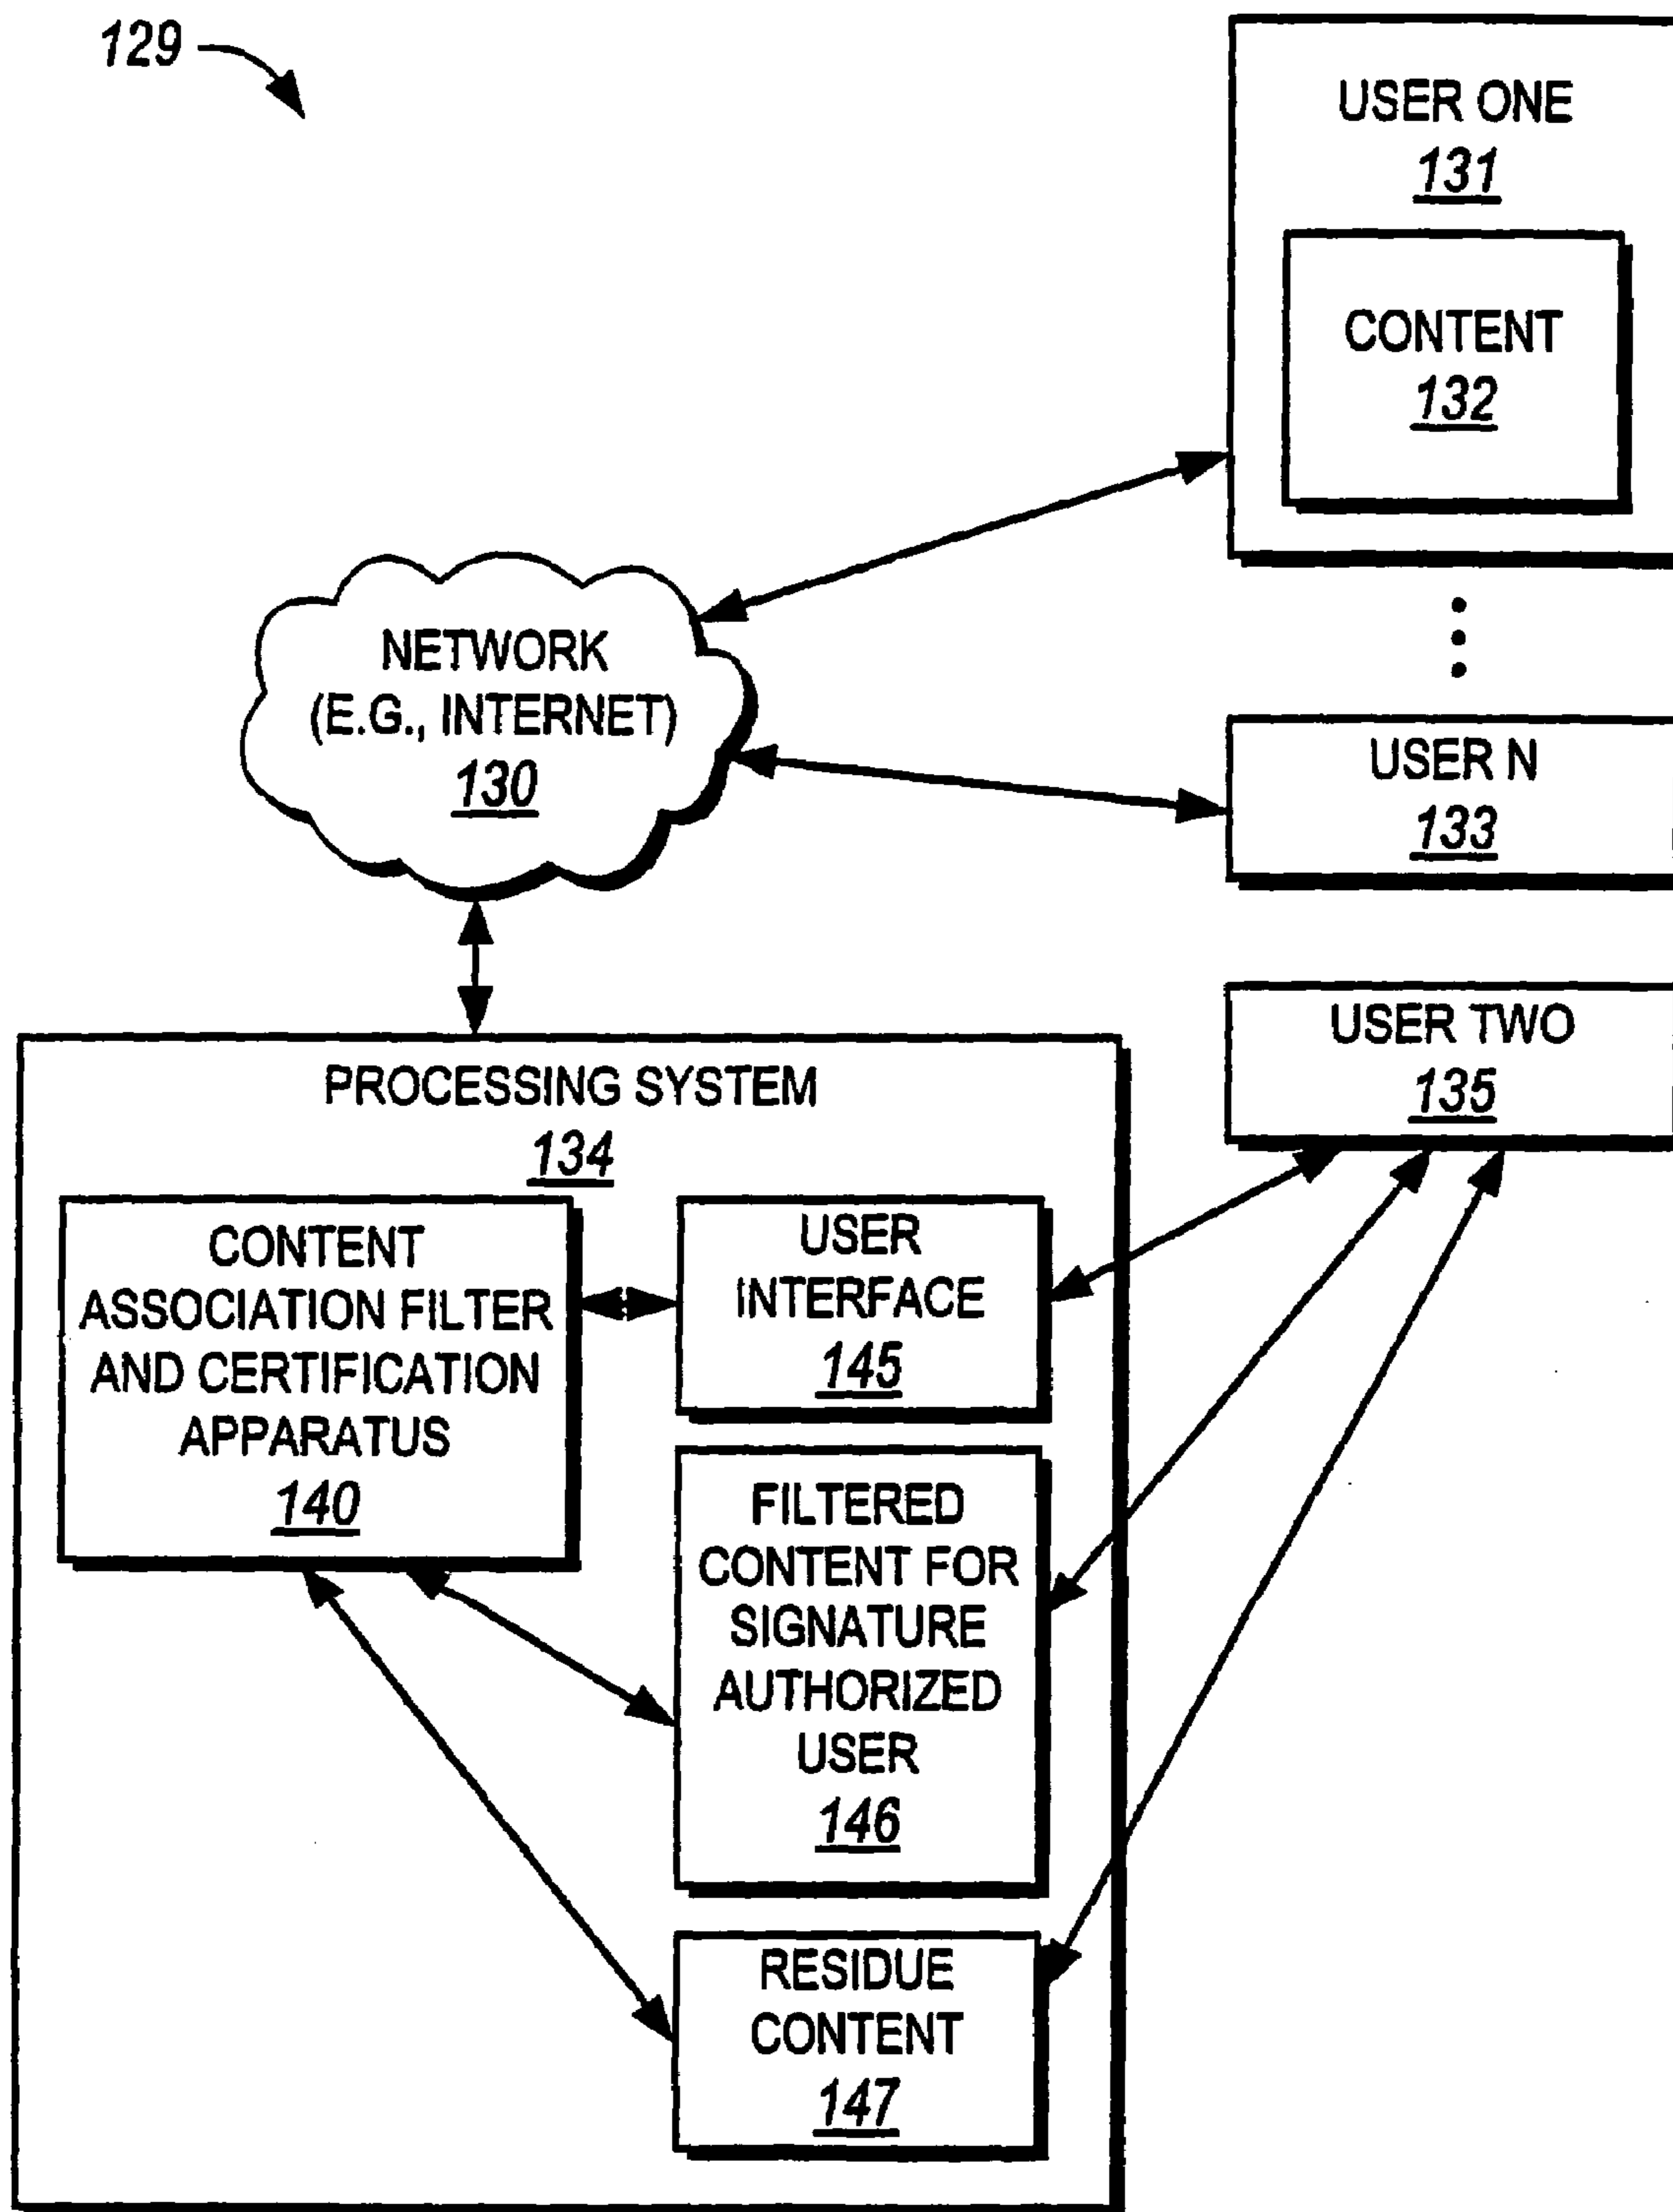 129
USER ONE
131
CONTENT
132
NETWORK
(E.G., INTERNET)
130
USER N
133
USER TWO
135
PROCESSING SYSTEM
134
CONTENT
ASSOCIATION FILTER
AND CERTIFICATION
APPARATUS
140
USER
INTERFACE
145
FILTERED
CONTENT FOR
SIGNATURE
AUTHORIZED
USER
146
RESIDUE
CONTENT
147